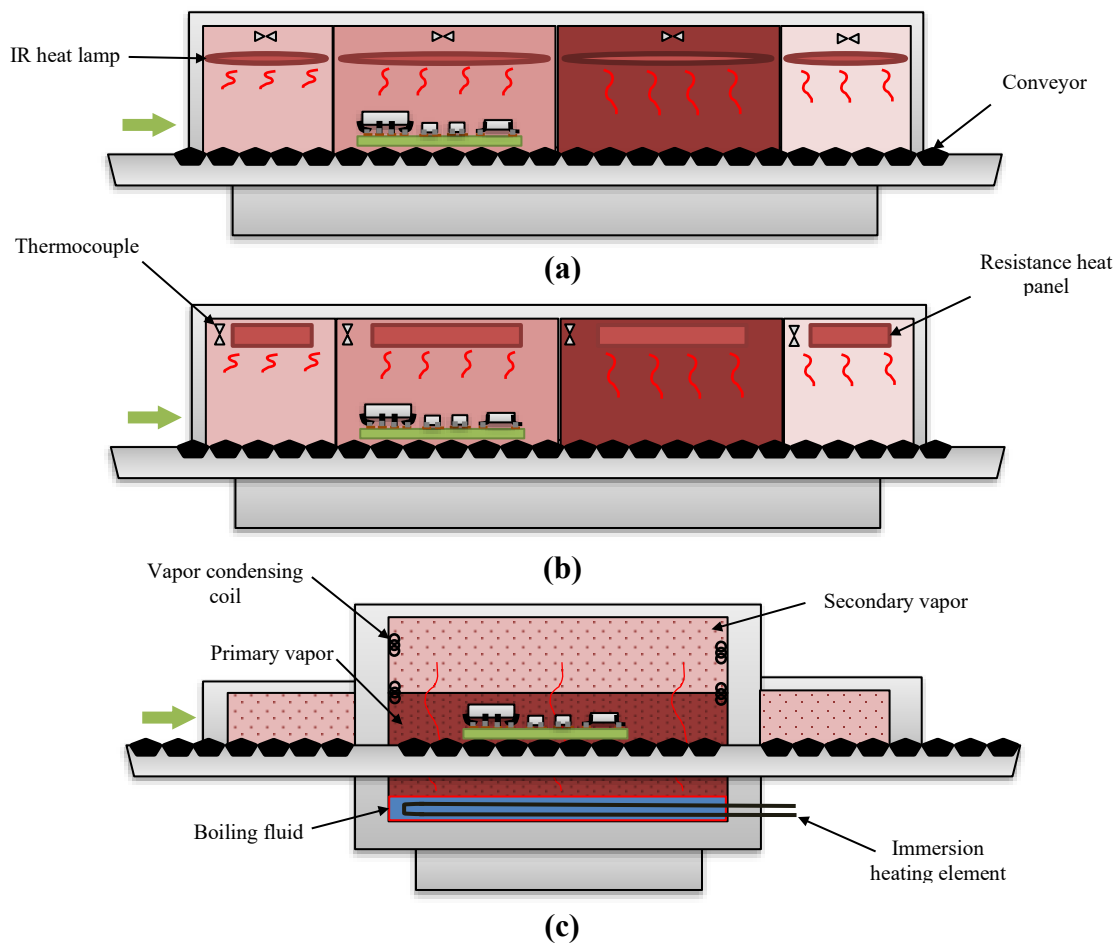 IR heat lamp
Conveyor
(a)
Thermocouple
Resistance heat
panel
(b)
Vapor condensing
coil
Secondary vapor
Primary vapor
Boiling fluid
Immersion
heating element
(c)